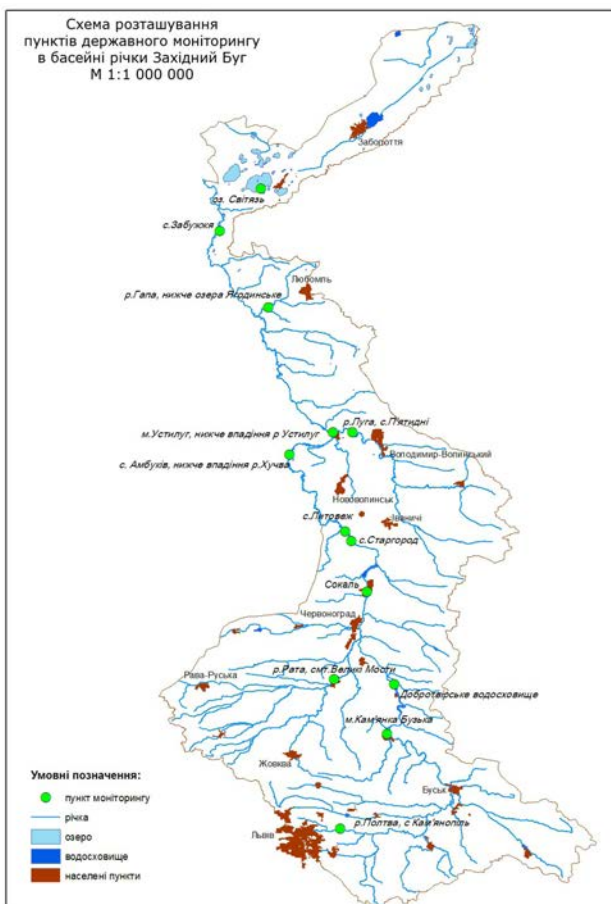 Схема розташування
пунктів державного моніторингу
в басейні річки Західний Буг
М 1:1 000 000
Забороття
оз. Світязь
с.Забужжя
Любомль
р.Гапа, нижче озера Ягодинське
р.Луга, с.П'ятидні
м.Устилуг, нижче впадіння р Устилуг
Володимир-Волинський
с. Амбуків, нижче впадіння р.Хучва
Нововолинськ
с.Литовеж
Іваничі
с.Старгород
Сокаль
Червоноград
р.Рата, смт.Великі Мости
Рава-Руська
Добротвірське водосховище
м.Кам'янка Бузька
Жовква
Умовні позначення:
Буськ
пункт моніторингу
річка
р.Полтва, с Кам'янопіль
озеро
Львів
водосховище
населені пункти